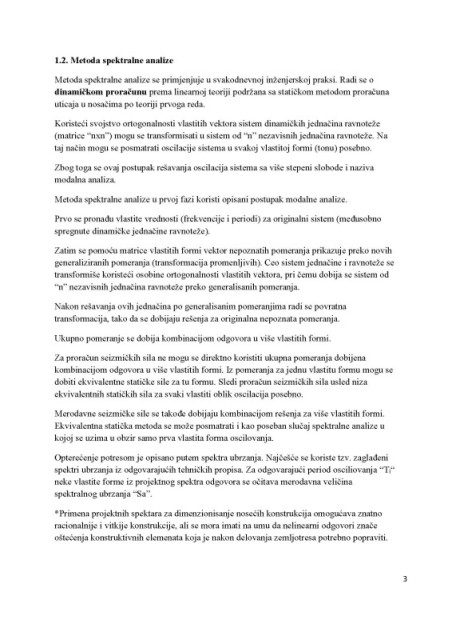 1.2. Metoda spektralne analize
Metoda spektralne analize se primjenjuje u svakodnevnoj inženjerskoj praksi. Radi se o
dinamičkom proračunu prema linearnoj teoriji podržana sa statičkom metodom proračuna
uticaja u nosačima po teoriji prvoga reda.
Koristeći svojstvo ortogonalnosti vlastitih vektora sistem dinamičkih jednačina ravnoteže
(matrice “nxn”) mogu se transformisati u sistem od “n” nezavisnih jednačina ravnoteže. Na
taj način mogu se posmatrati oscilacije sistema u svakoj vlastitoj formi (tonu) posebno.
Zbog toga se ovaj postupak rešavanja oscilacija sistema sa više stepeni slobode i naziva
modalna analiza.
Metoda spektralne analize u prvoj fazi koristi opisani postupak modalne analize.
Prvo se pronađu vlastite vrednosti (frekvencije i periodi) za originalni sistem (međusobno
spregnute dinamičke jednačine ravnoteže).
Zatim se pomoću matrice vlastitih formi vektor nepoznatih pomeranja prikazuje preko novih
generaliziranih pomeranja (transformacija promenljivih). Ceo sistem jednačine i ravnoteže se
transformiše koristeći osobine ortogonalnosti vlastitih vektora, pri čemu dobija se sistem od
“n” nezavisnih jednačina ravnoteže preko generalisanih pomeranja.
Nakon rešavanja ovih jednačina po generalisanim pomeranjima radi se povratna
transformacija, tako da se dobijaju rešenja za originalna nepoznata pomeranja.
Ukupno pomeranje se dobija kombinacijom odgovora u više vlastitih formi.
Za proračun seizmičkih sila ne mogu se direktno koristiti ukupna pomeranja dobijena
kombinacijom odgovora u više vlastitih formi. Iz pomeranja za jednu vlastitu formu mogu se
dobiti ekvivalentne statičke sile za tu formu. Sledi proračun seizmičkih sila usled niza
ekvivalentnih statičkih sila za svaki vlastiti oblik oscilacija posebno.
Merodavne seizmičke sile se takođe dobijaju kombinacijom rešenja za više vlastitih formi.
Ekvivalentna statička metoda se može posmatrati i kao poseban slučaj spektralne analize u
kojoj se uzima u obzir samo prva vlastita forma oscilovanja.
Opterećenje potresom je opisano putem spektra ubrzanja. Najčešće se koriste tzv. zaglađeni
spektri ubrzanja iz odgovarajućih tehničkih propisa. Za odgovarajući period osciliovanja “Tᵢ“
neke vlastite forme iz projektnog spektra odgovora se očitava merodavna veličina
spektralnog ubrzanja “Sa”.
*Primena projektnih spektara za dimenzionisanje nosećih konstrukcija omogućava znatno
racionalnije i vitkije konstrukcije, ali se mora imati na umu da nelinearni odgovori znače
oštećenja konstruktivnih elemenata koja je nakon delovanja zemljotresa potrebno popraviti.
3